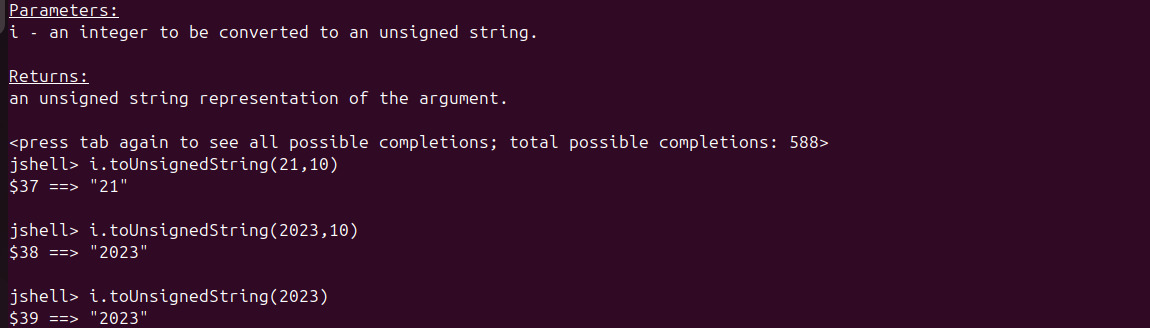 Parameters:
i - an integer to be converted to an unsigned string.
Returns:
an unsigned string representation of the argument.
<press tab again to see all possible completions; total possible completions: 588>
jshell> i.toUnsignedString(21,10)
$37 ==> "21"
jshell> i.toUnsignedString(2023,10)
$38 ==> "2023"
jshell> i.toUnsignedString(2023)
$39 ==> "2023"